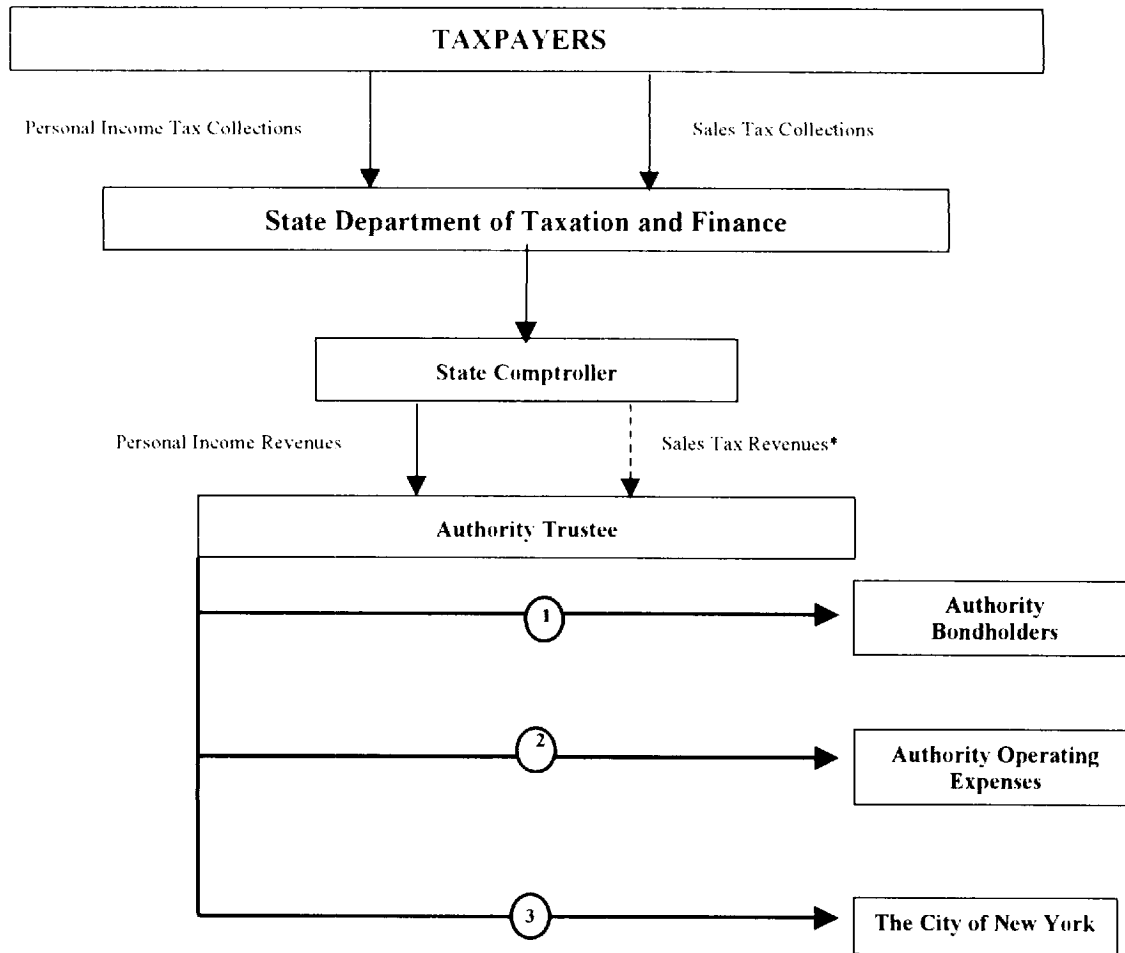 TAXPAYERS
Personal Income Tax Collections
Sales Tax Collections
State Department of Taxation and Finance
State Comptroller
Personal Income Revenues
Sales Tax Revenues*
Authority Trustee
1
Authority
Bondholders
2
Authority Operating
Expenses
3
The City of New York